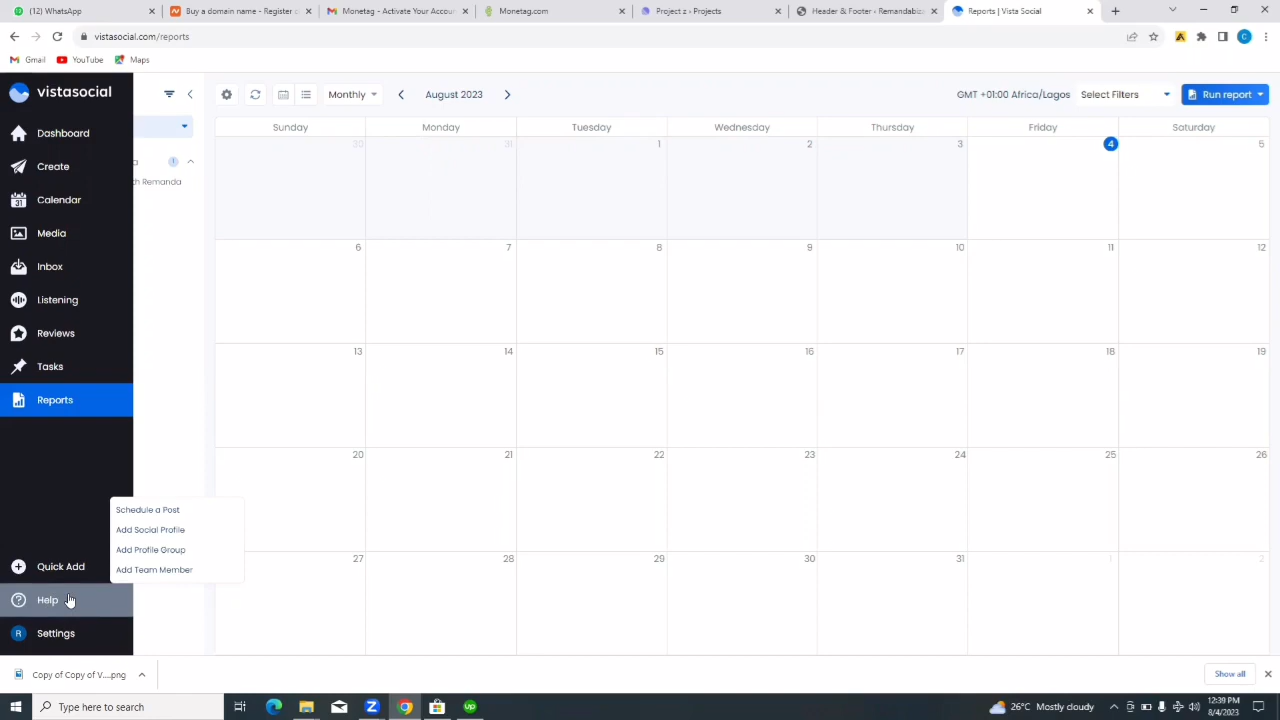 (12) WhatsApp
Buy a domain name - Register c
Monetag - Activate Your Accoun
Monetag.com
Project z › Projects
Header & Footer ‹ Remandabiz
Reports | Vista Social
vistasocial.com/reports
Gmail
YouTube
Maps
vistasocial
Dashboard
Create
Calendar
Media
Inbox
Listening
Reviews
Tasks
Reports
Quick Add
Help
R
Settings
Schedule a Post
Add Social Profile
Add Profile Group
Add Team Member
th Remanda
Monthly
August 2023
GMT +01:00 Africa/Lagos
Select Filters
Run report
Sunday Monday Tuesday Wednesday Thursday Friday Saturday
30 31 1 2 3 4 5
6 7 8 9 10 11 12
13 14 15 16 17 18 19
20 21 22 23 24 25 26
27 28 29 30 31 1 2
Copy of Copy of V....png
Show all
Type here to search
26°C Mostly cloudy
12:39 PM
8/4/2023